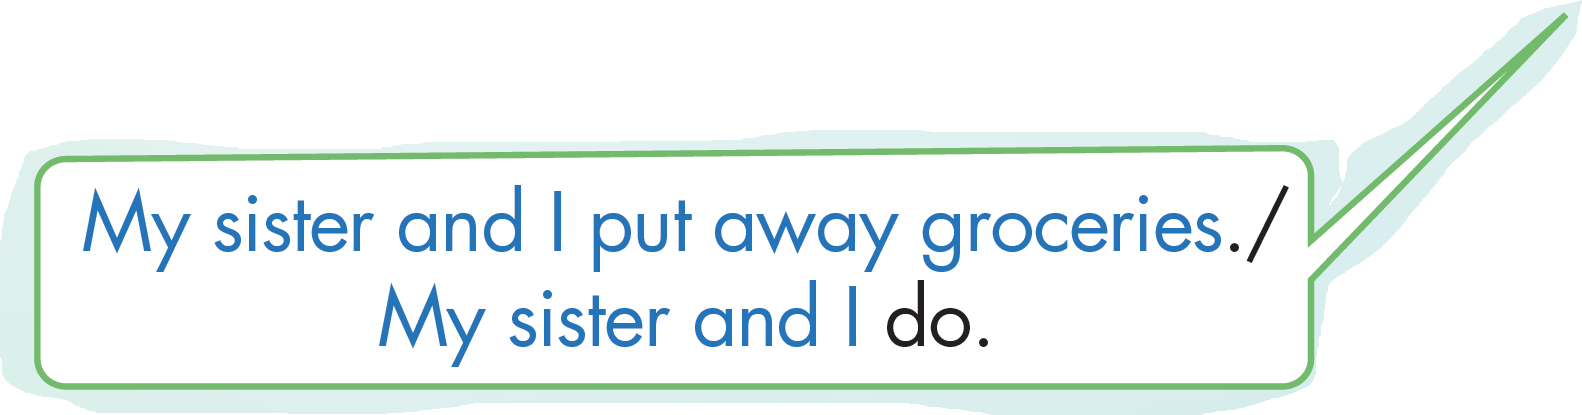 My sister and I put away groceries./
My sister and I do.